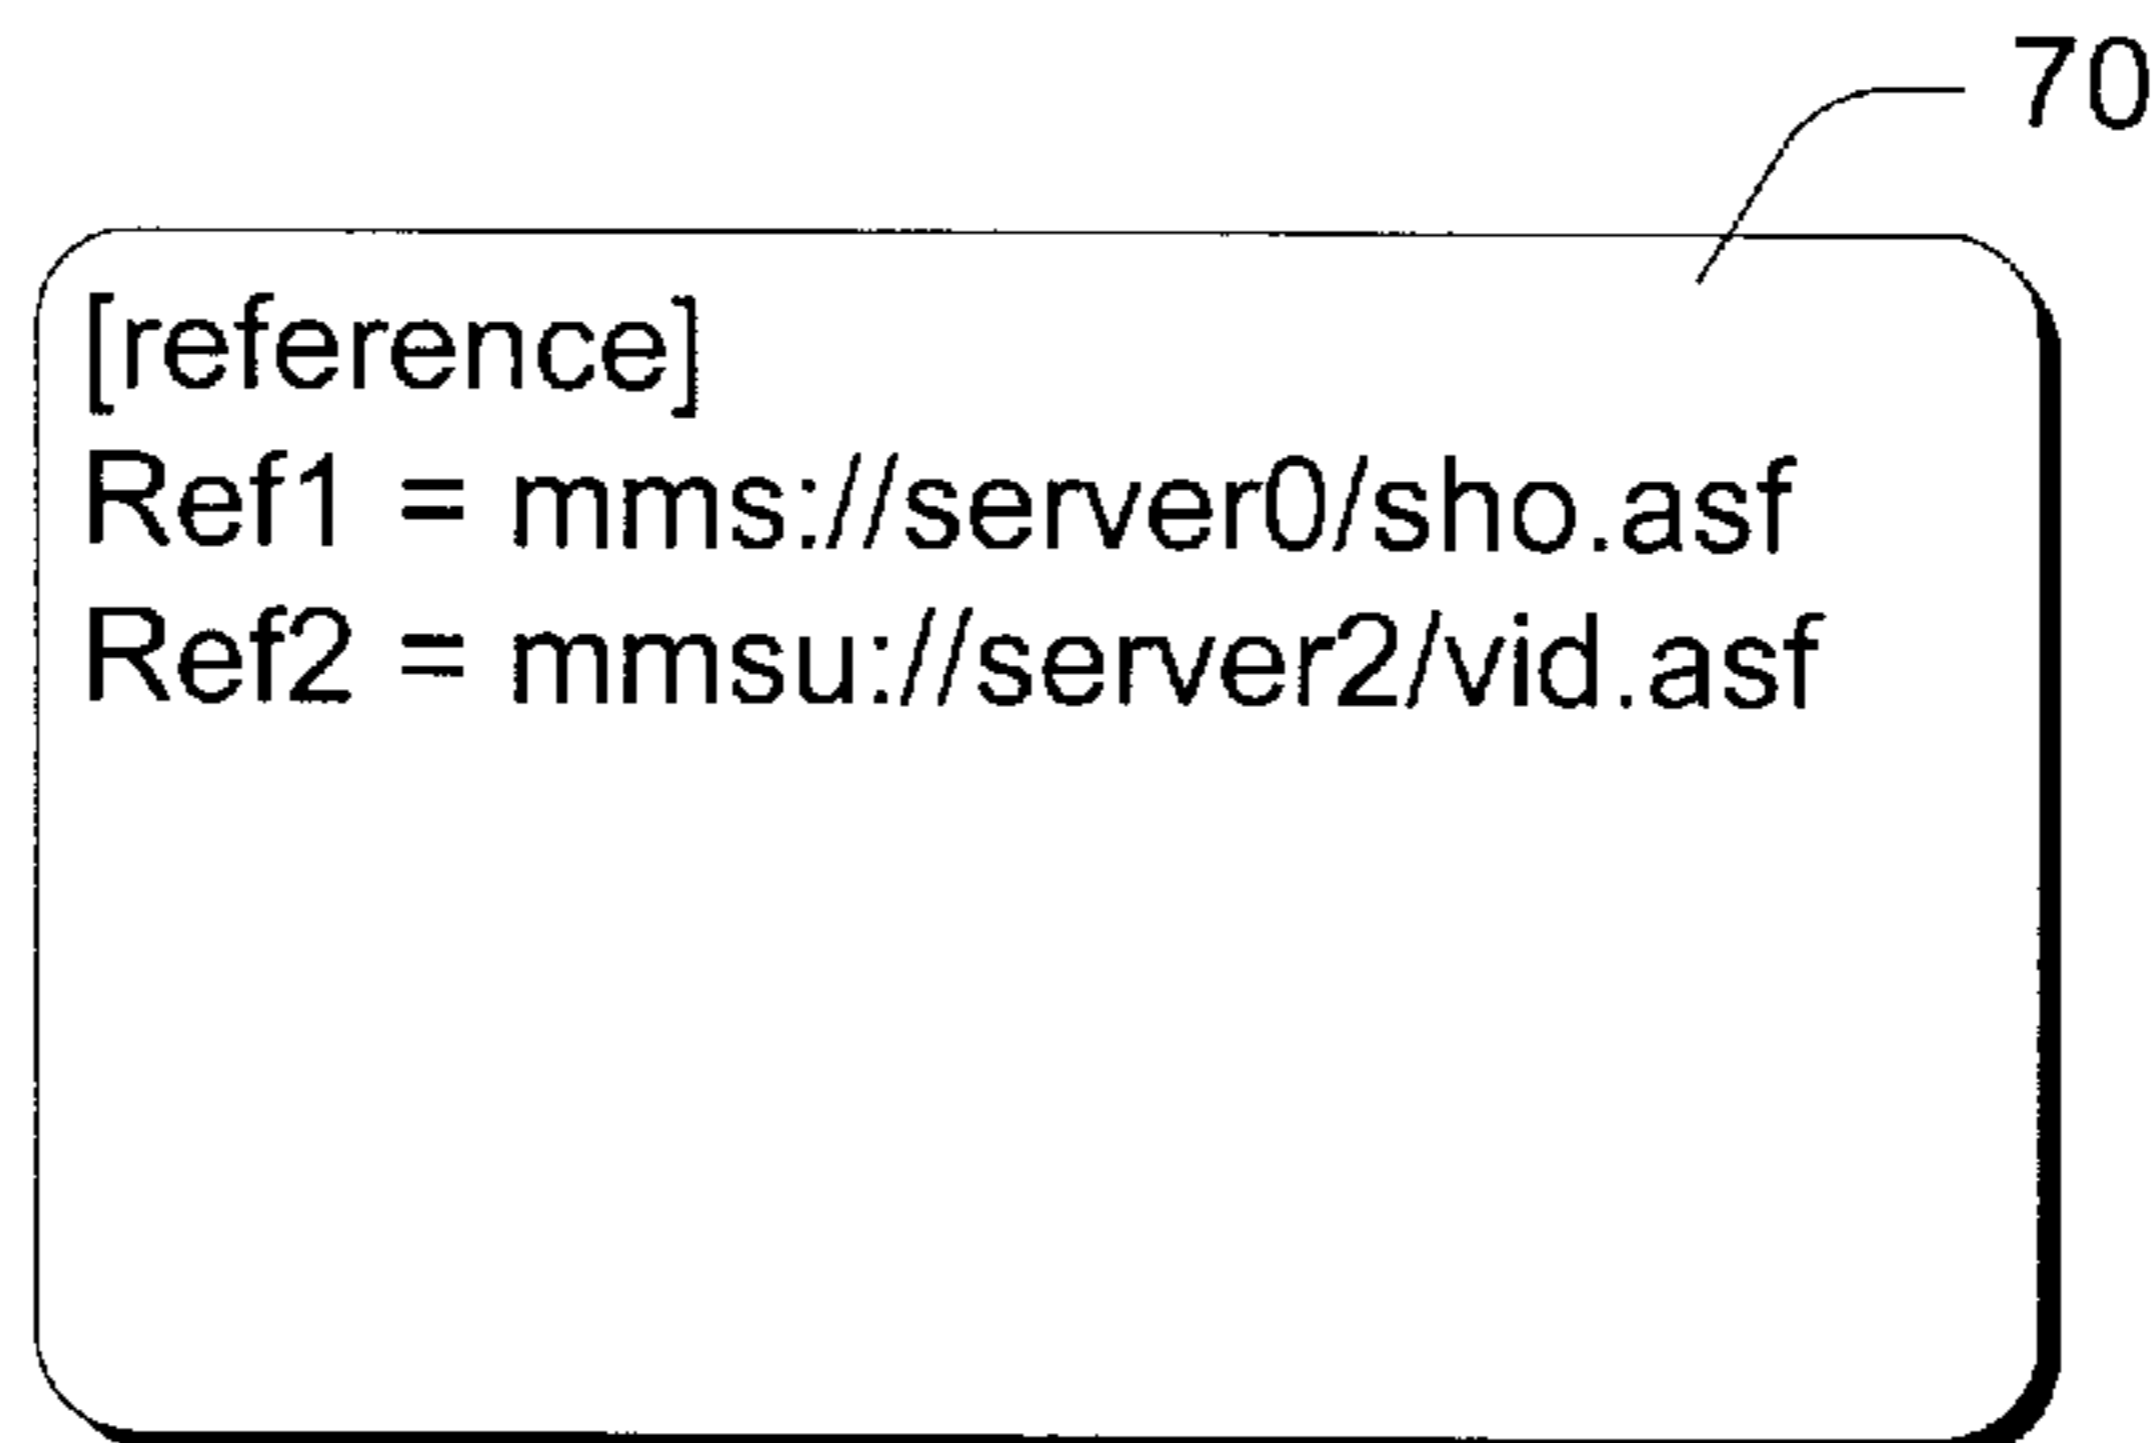 70
[reference]
Ref1 = mms://server0/sho.asf
Ref2 = mmsu://server2/vid.asf